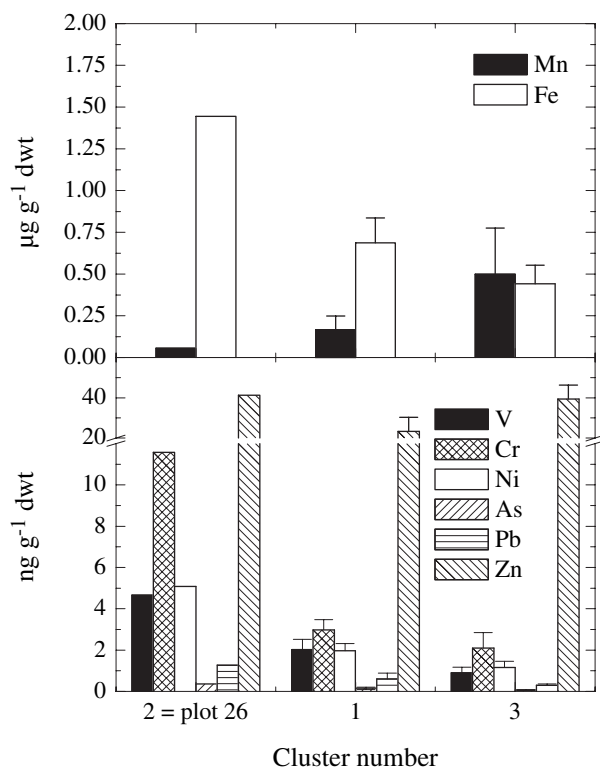 2.00
1.75
1.50
1.25
1.00
0.75
0.50
0.25
0.00
µg g-1 dwt
Mn
Fe
40
20
10
8
6
4
2
0
ng g-1 dwt
V
Cr
Ni
As
Pb
Zn
2 = plot 26 1 3
Cluster number